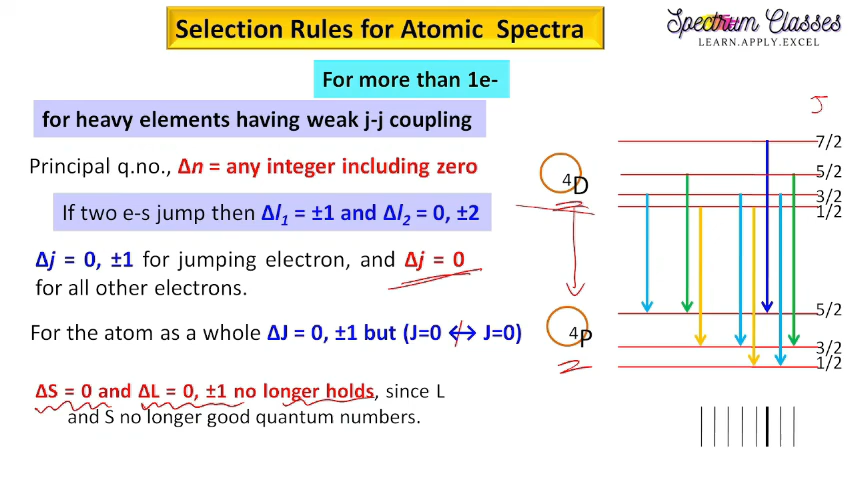 Selection Rules for Atomic Spectra
Spectrum Classes
LEARN.APPLY.EXCEL
For more than 1e-
for heavy elements having weak j-j coupling
Principal q.no., Δn = any integer including zero
If two e-s jump then Δl₁ = ±1 and Δl₂ = 0, ±2
Δj = 0, ±1 for jumping electron, and Δj = 0
for all other electrons.
For the atom as a whole ΔJ = 0, ±1 but (J=0 ↔ J=0)
ΔS = 0 and ΔL = 0, ±1 no longer holds, since L
and S no longer good quantum numbers.
J
⁴D
7/2
5/2
3/2
1/2
⁴P
5/2
3/2
1/2